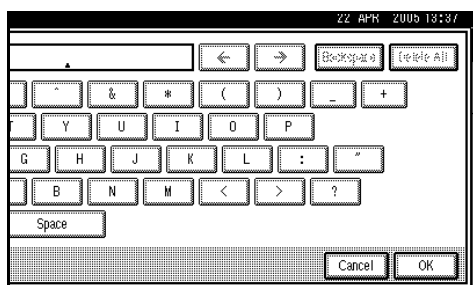 22 APR 2005 13:37
← → Backspace Delete All
^ & * ( ) _ +
T Y U I O P
G H J K L : "
B N M < > ?
Space
Cancel OK